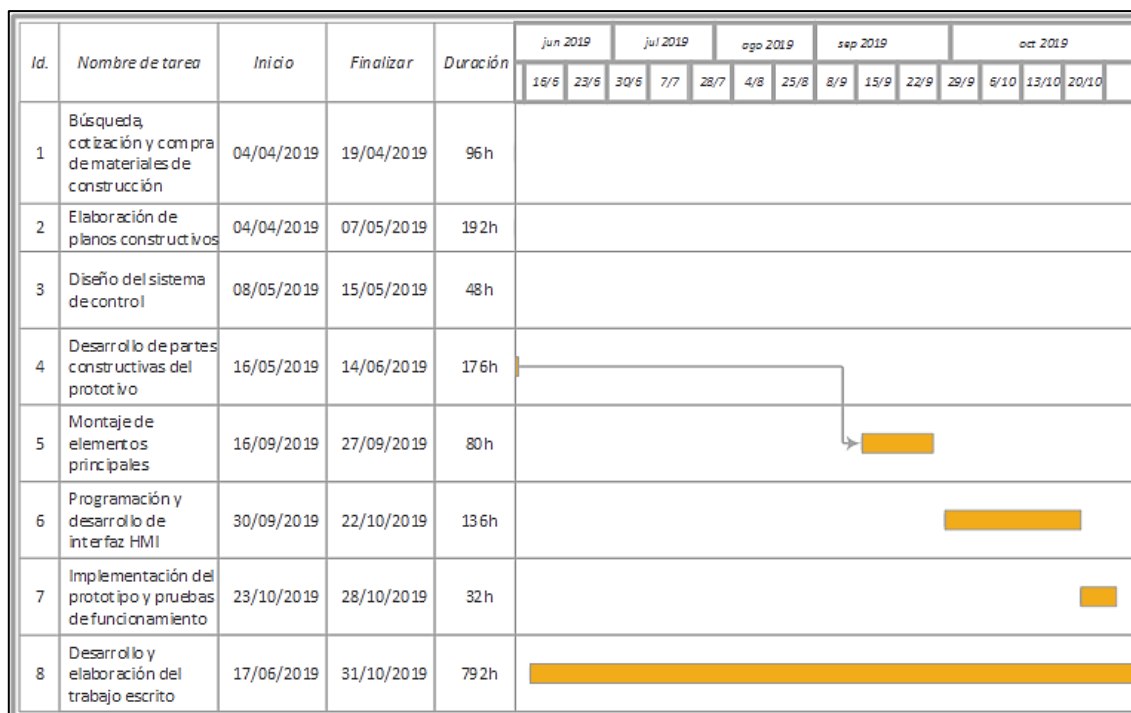 Id. Nombre de tarea Inicio Finalizar Duración jun 2019 jul 2019 ago 2019 sep 2019 oct 2019
16/6 23/6 30/6 7/7 28/7 4/8 25/8 8/9 15/9 22/9 29/9 6/10 13/10 20/10
1 Búsqueda, cotización y compra de materiales de construcción 04/04/2019 19/04/2019 96h
2 Elaboración de planos constructivos 04/04/2019 07/05/2019 192h
3 Diseño del sistema de control 08/05/2019 15/05/2019 48h
4 Desarrollo de partes constructivas del prototivo 16/05/2019 14/06/2019 176h
5 Montaje de elementos principales 16/09/2019 27/09/2019 80h
6 Programación y desarrollo de interfaz HMI 30/09/2019 22/10/2019 136h
7 Implementación del prototipo y pruebas de funcionamiento 23/10/2019 28/10/2019 32h
8 Desarrollo y elaboración del trabajo escrito 17/06/2019 31/10/2019 792h